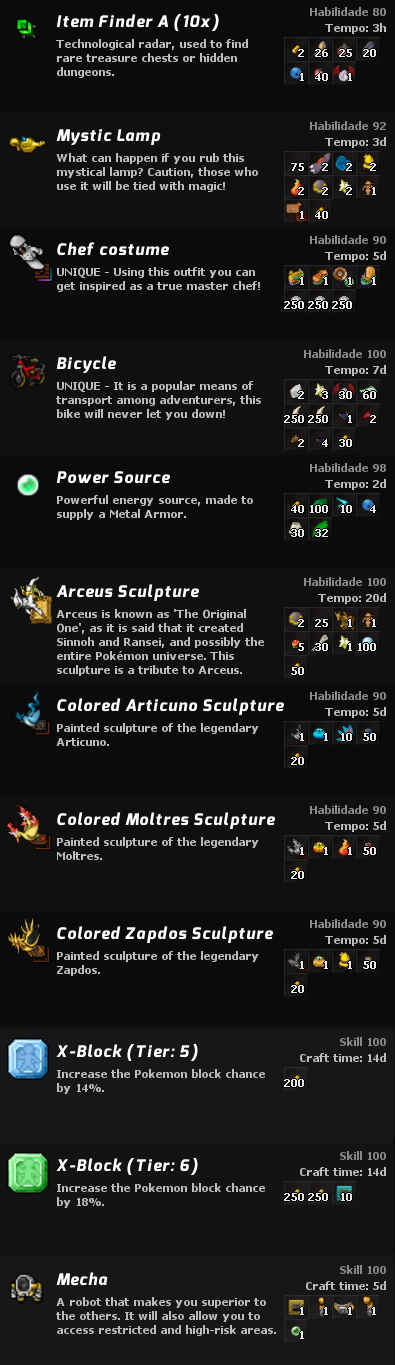 Item Finder A (10x)
Habilidade 80
Tempo: 3h
Technological radar, used to find
rare treasure chests or hidden
dungeons.
2 26 25 20
1 40 1
Mystic Lamp
Habilidade 92
Tempo: 3d
What can happen if you rub this
mystical lamp? Caution, those who
use it will be tied with magic!
75 2 2 2
2 2 2 1
1 40
Chef costume
Habilidade 90
Tempo: 5d
UNIQUE - Using this outfit you can
get inspired as a true master chef!
1 1 1 1
250 250 250
Bicycle
Habilidade 100
Tempo: 7d
UNIQUE - It is a popular means of
transport among adventurers, this
bike will never let you down!
2 3 30 60
250 250 1 2
2 4 30
Power Source
Habilidade 98
Tempo: 2d
Powerful energy source, made to
supply a Metal Armor.
40 100 10 4
30 32
Arceus Sculpture
Habilidade 100
Tempo: 20d
Arceus is known as 'The Original
One', as it is said that it created
Sinnoh and Ransei, and possibly the
entire Pokémon universe. This
sculpture is a tribute to Arceus.
2 25 1 1
5 30 1 100
50
Colored Articuno Sculpture
Habilidade 90
Tempo: 5d
Painted sculpture of the legendary
Articuno.
1 1 10 50
20
Colored Moltres Sculpture
Habilidade 90
Tempo: 5d
Painted sculpture of the legendary
Moltres.
1 1 1 50
20
Colored Zapdos Sculpture
Habilidade 90
Tempo: 5d
Painted sculpture of the legendary
Zapdos.
1 1 1 50
20
X-Block (Tier: 5)
Skill 100
Craft time: 14d
Increase the Pokemon block chance
by 14%.
200
X-Block (Tier: 6)
Skill 100
Craft time: 14d
Increase the Pokemon block chance
by 18%.
250 250 10
Mecha
Skill 100
Craft time: 5d
A robot that makes you superior to
the others. It will also allow you to
access restricted and high-risk areas.
1 1 1 1
1